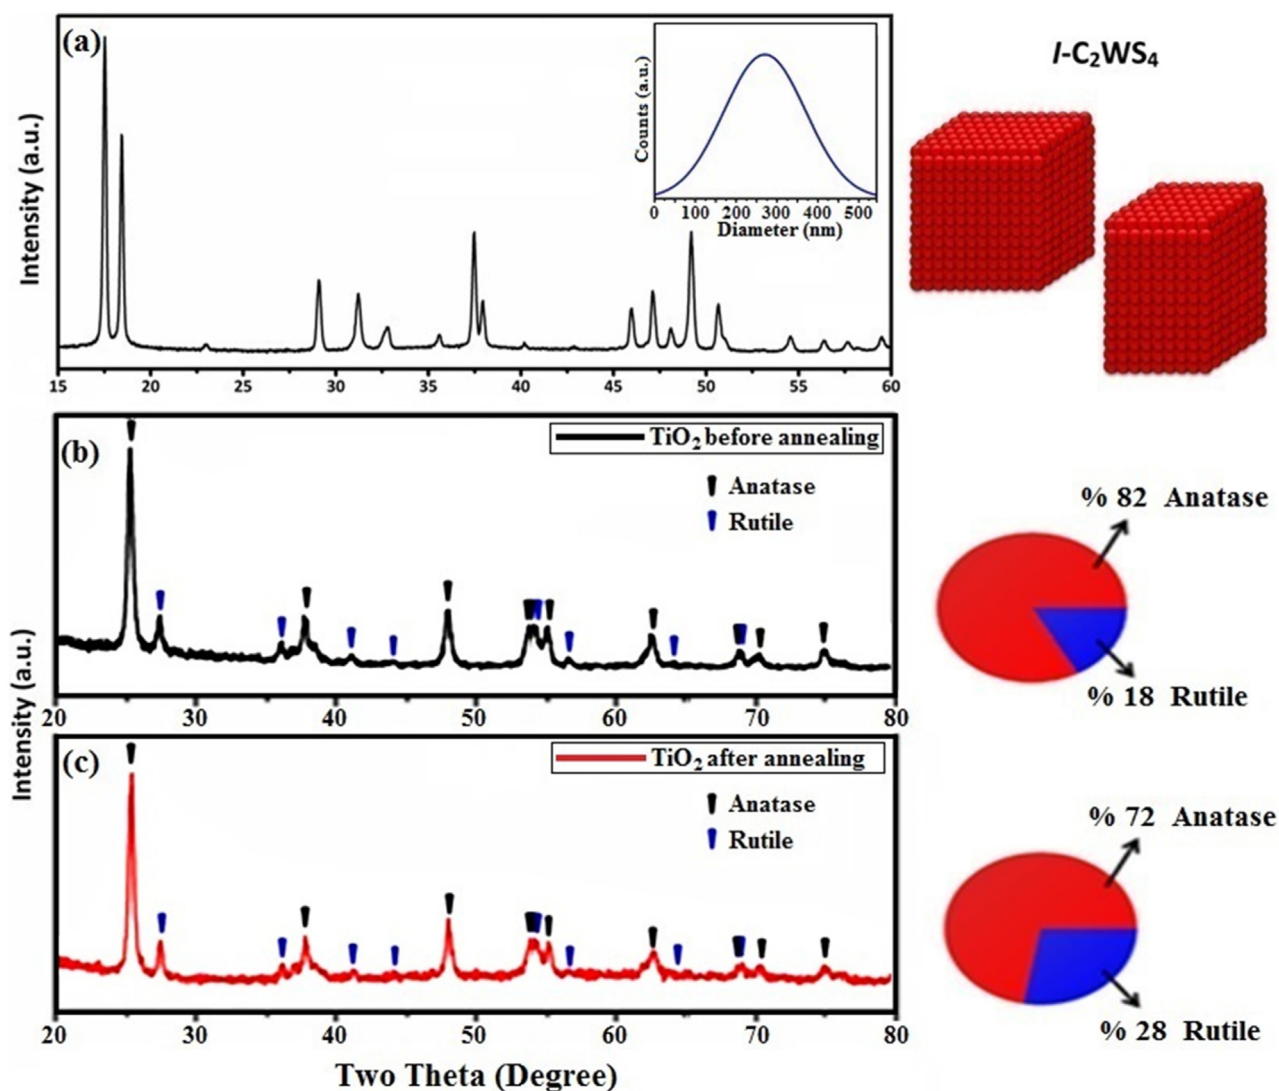 (a)
Intensity (a.u.)
Counts (a.u.)
0 100 200 300 400 500
Diameter (nm)
15 20 25 30 35 40 45 50 55 60
I-C₂WS₄
(b)
TiO₂ before annealing
Anatase
Rutile
20 30 40 50 60 70 80
% 82 Anatase
% 18 Rutile
Intensity (a.u.)
(c)
TiO₂ after annealing
Anatase
Rutile
20 30 40 50 60 70 80
Two Theta (Degree)
% 72 Anatase
% 28 Rutile